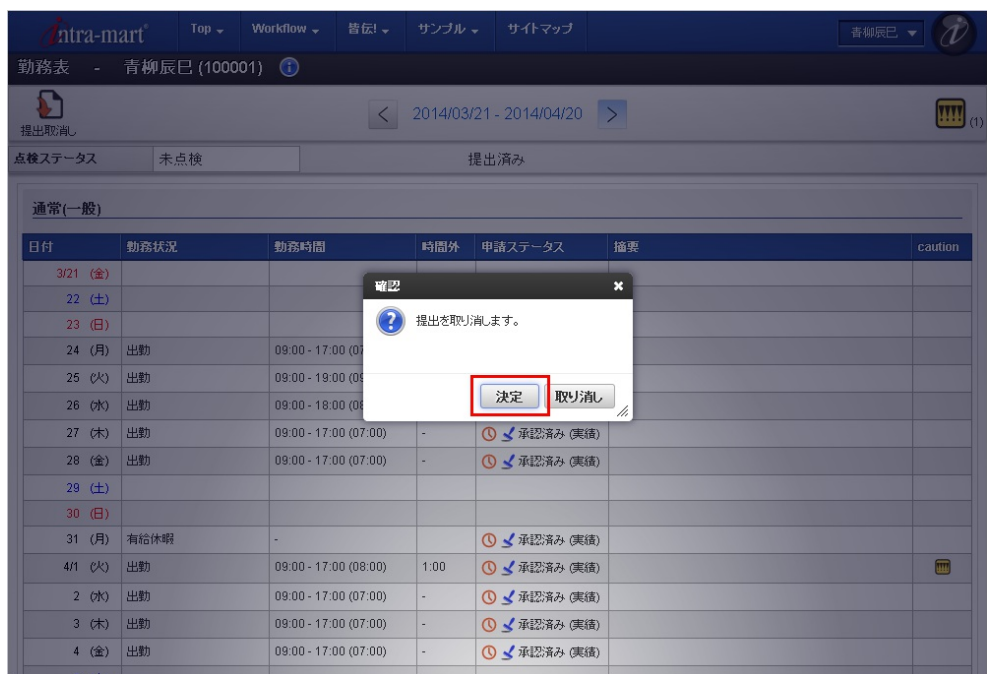 intra-mart Top Workflow 皆伝! サンプル サイトマップ 青柳辰巳
勤務表 - 青柳辰巳 (100001)
提出取消し 2014/03/21 - 2014/04/20 (1)
点検ステータス 未点検 提出済み
通常(一般)
日付 勤務状況 勤務時間 時間外 申請ステータス 摘要 caution
3/21 (金)
22 (土)
23 (日)
24 (月) 出勤 09:00 - 17:00
25 (火) 出勤 09:00 - 19:00
26 (水) 出勤 09:00 - 18:00
確認
提出を取り消します。
決定 取り消し
27 (木) 出勤 09:00 - 17:00 (07:00) - 承認済み (実績)
28 (金) 出勤 09:00 - 17:00 (07:00) - 承認済み (実績)
29 (土)
30 (日)
31 (月) 有給休暇 - 承認済み (実績)
4/1 (火) 出勤 09:00 - 17:00 (08:00) 1:00 承認済み (実績)
2 (水) 出勤 09:00 - 17:00 (07:00) - 承認済み (実績)
3 (木) 出勤 09:00 - 17:00 (07:00) - 承認済み (実績)
4 (金) 出勤 09:00 - 17:00 (07:00) - 承認済み (実績)